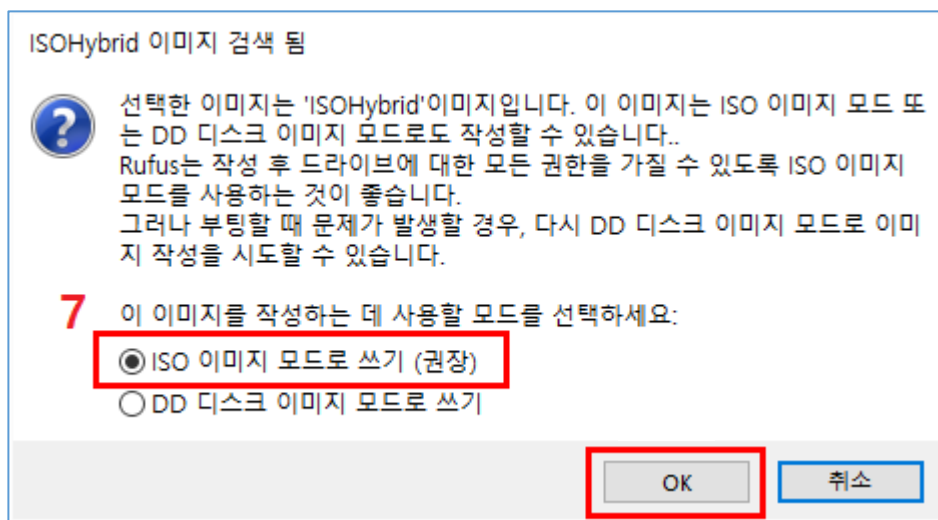 ISOHybrid 이미지 검색 됨
선택한 이미지는 'ISOHybrid'이미지입니다. 이 이미지는 ISO 이미지 모드 또
는 DD 디스크 이미지 모드로도 작성할 수 있습니다..
Rufus는 작성 후 드라이브에 대한 모든 권한을 가질 수 있도록 ISO 이미지
모드를 사용하는 것이 좋습니다.
그러나 부팅할 때 문제가 발생할 경우, 다시 DD 디스크 이미지 모드로 이미
지 작성을 시도할 수 있습니다.
7 이 이미지를 작성하는 데 사용할 모드를 선택하세요:
ISO 이미지 모드로 쓰기 (권장)
DD 디스크 이미지 모드로 쓰기
OK 취소